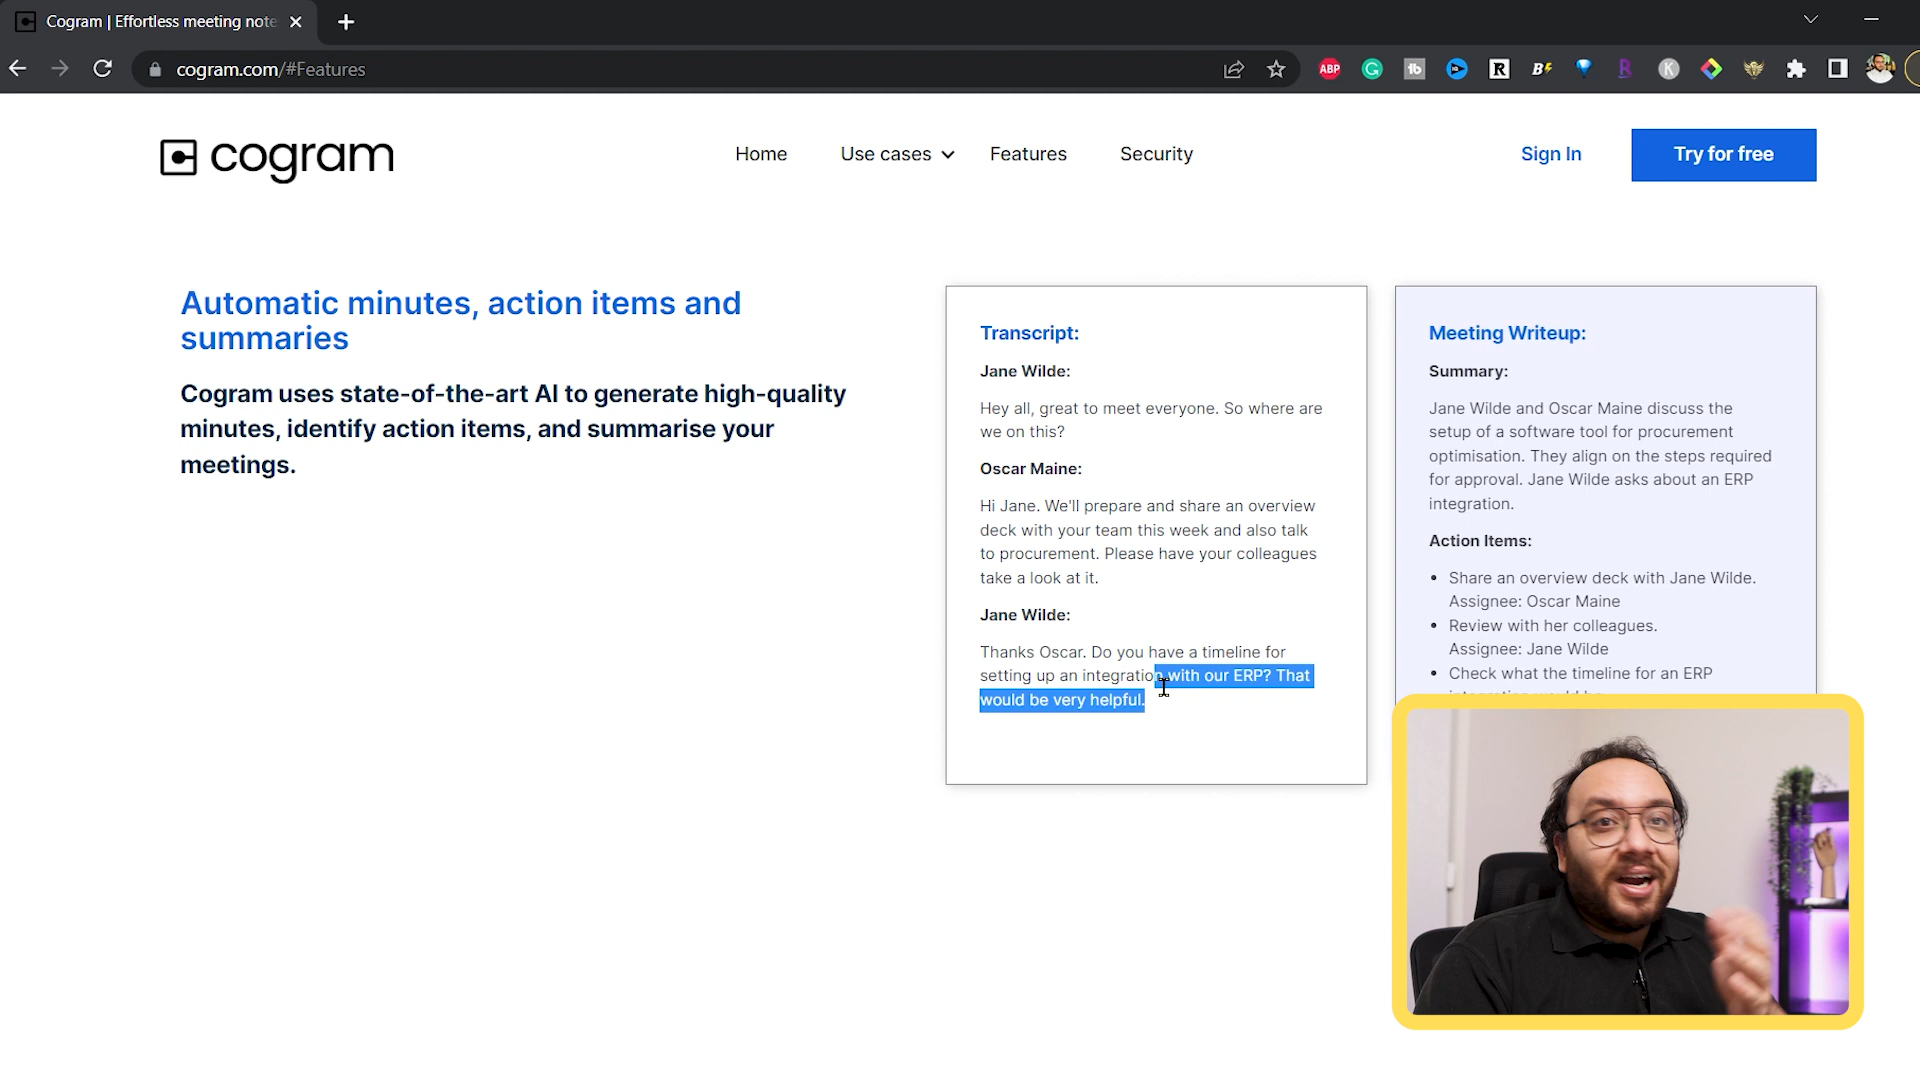 Cogram | Effortless meeting note
cogram.com/#Features
ABP
cogram
Home
Use cases
Features
Security
Sign In
Try for free
Automatic minutes, action items and
summaries
Cogram uses state-of-the-art AI to generate high-quality
minutes, identify action items, and summarise your
meetings.
Transcript:
Jane Wilde:
Hey all, great to meet everyone. So where are
we on this?
Oscar Maine:
Hi Jane. We'll prepare and share an overview
deck with your team this week and also talk
to procurement. Please have your colleagues
take a look at it.
Jane Wilde:
Thanks Oscar. Do you have a timeline for
setting up an integration with our ERP? That
would be very helpful.
Meeting Writeup:
Summary:
Jane Wilde and Oscar Maine discuss the
setup of a software tool for procurement
optimisation. They align on the steps required
for approval. Jane Wilde asks about an ERP
integration.
Action Items:
• Share an overview deck with Jane Wilde.
Assignee: Oscar Maine
• Review with her colleagues.
Assignee: Jane Wilde
• Check what the timeline for an ERP